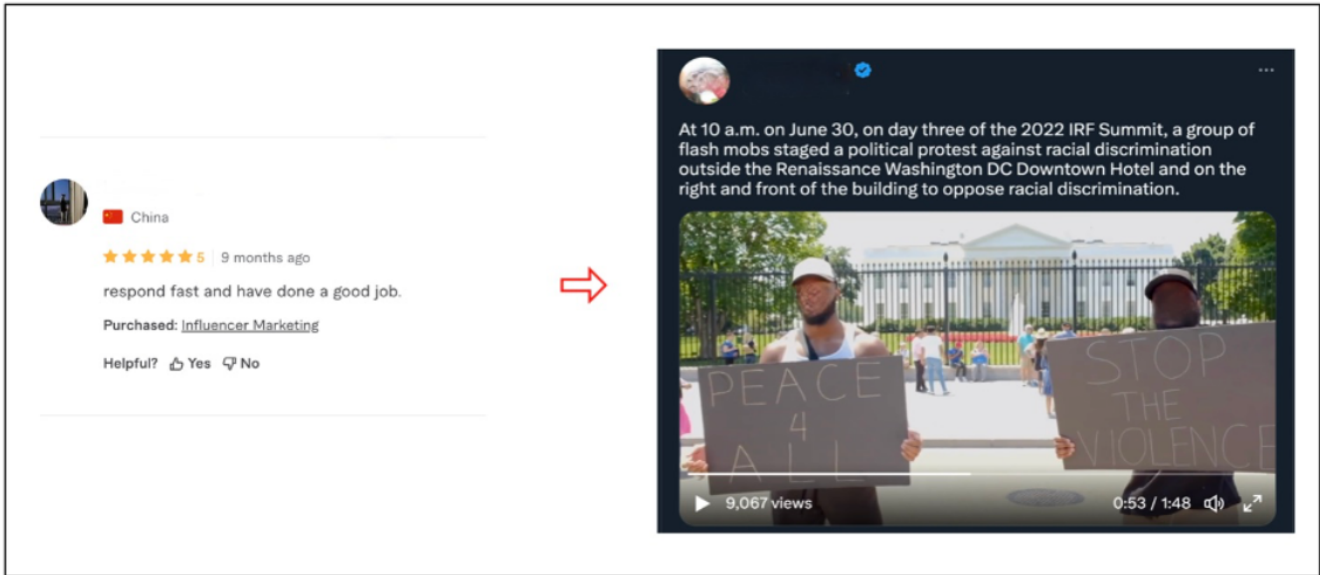 China
5 9 months ago
respond fast and have done a good job.
Purchased: Influencer Marketing
Helpful? Yes No
At 10 a.m. on June 30, on day three of the 2022 IRF Summit, a group of
flash mobs staged a political protest against racial discrimination
outside the Renaissance Washington DC Downtown Hotel and on the
right and front of the building to oppose racial discrimination.
PEACE
4
ALL
STOP
THE
VIOLENCE
9,067 views
0:53 / 1:48